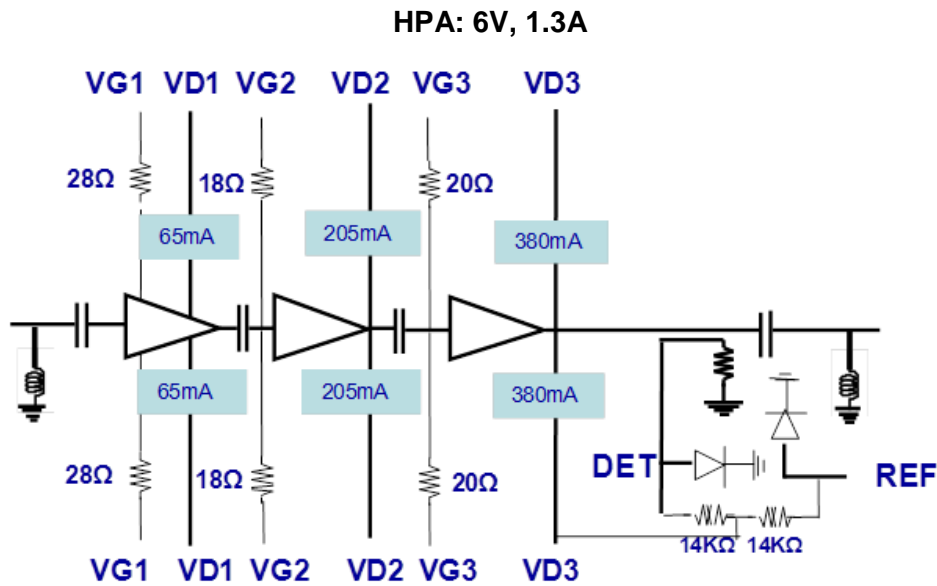 HPA: 6V, 1.3A
VG1 VD1 VG2 VD2 VG3 VD3
28Ω 18Ω 20Ω
65mA 205mA 380mA
65mA 205mA 380mA
28Ω 18Ω 20Ω DET REF
14KΩ 14KΩ
VG1 VD1 VG2 VD2 VG3 VD3